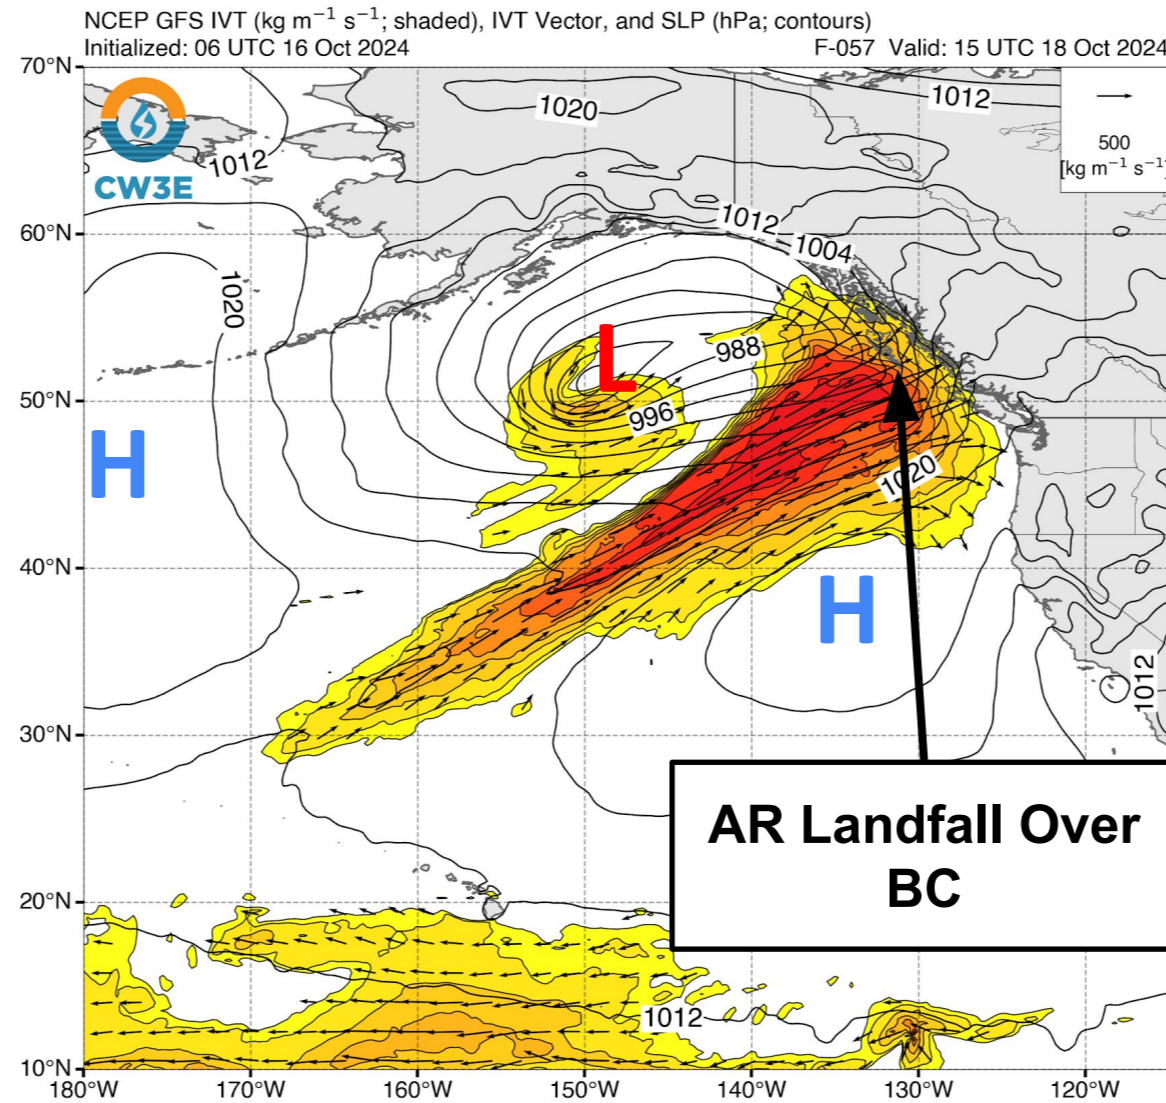 NCEP GFS IVT (kg m⁻¹ s⁻¹; shaded), IVT Vector, and SLP (hPa; contours)
Initialized: 06 UTC 16 Oct 2024
F-057 Valid: 15 UTC 18 Oct 2024
70°N
1020
1012
500
[kg m⁻¹ s⁻¹]
CW3E
1012
60°N
1012
1004
1020
L
988
50°N
996
H
1020
40°N
H
1012
30°N
AR Landfall Over
BC
20°N
1012
10°N
180°W
170°W
160°W
150°W
140°W
130°W
120°W